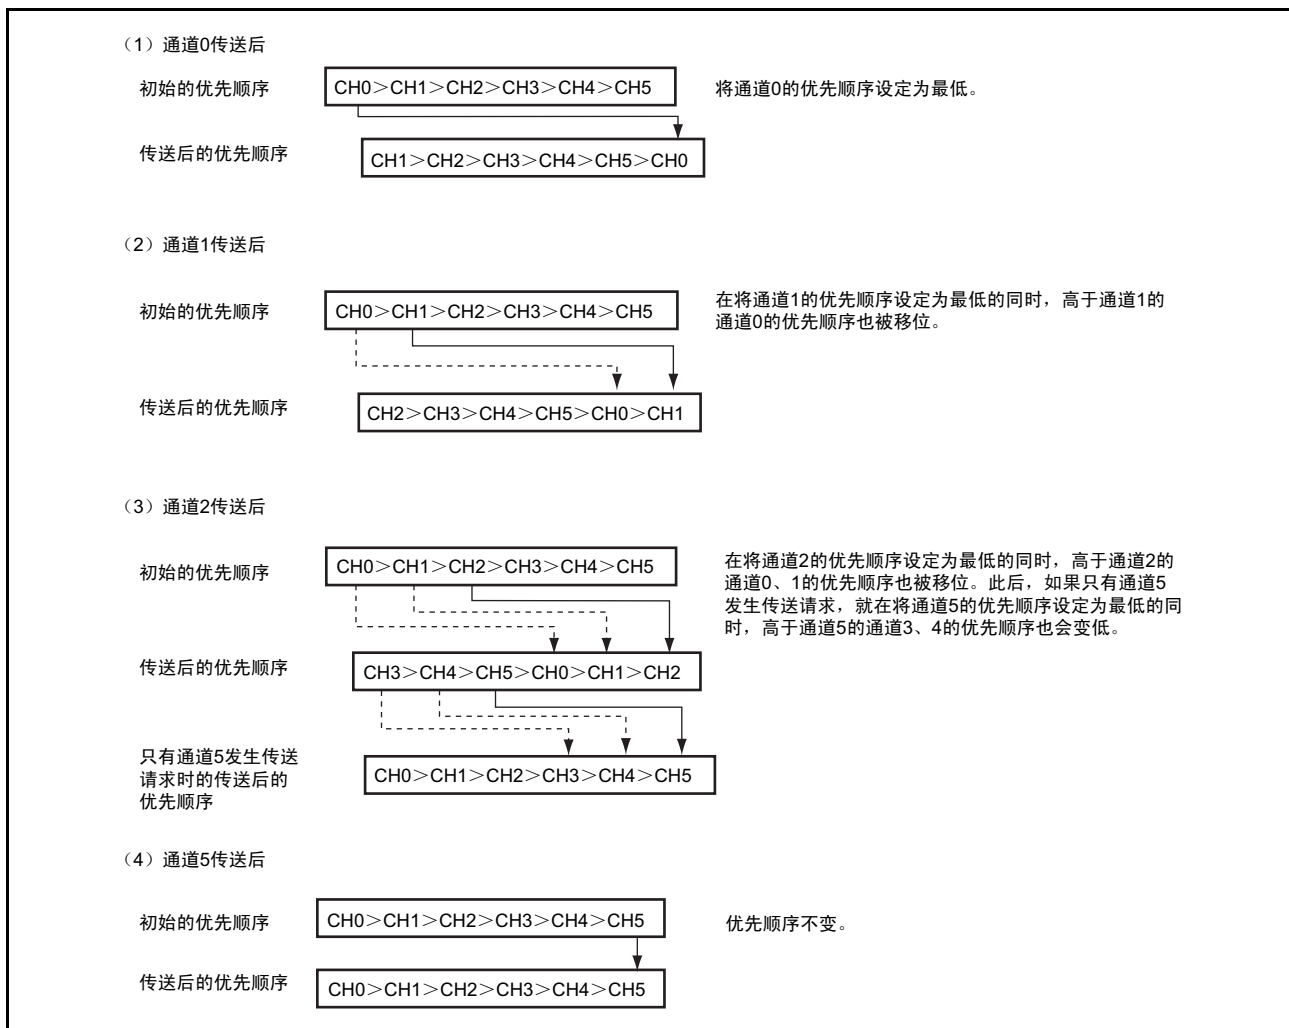 （1）通道0传送后
初始的优先顺序
CH0＞CH1＞CH2＞CH3＞CH4＞CH5
将通道0的优先顺序设定为最低。
传送后的优先顺序
CH1＞CH2＞CH3＞CH4＞CH5＞CH0
（2）通道1传送后
初始的优先顺序
CH0＞CH1＞CH2＞CH3＞CH4＞CH5
在将通道1的优先顺序设定为最低的同时，高于通道1的
通道0的优先顺序也被移位。
传送后的优先顺序
CH2＞CH3＞CH4＞CH5＞CH0＞CH1
（3）通道2传送后
初始的优先顺序
CH0＞CH1＞CH2＞CH3＞CH4＞CH5
在将通道2的优先顺序设定为最低的同时，高于通道2的
通道0、1的优先顺序也被移位。此后，如果只有通道5
发生传送请求，就在将通道5的优先顺序设定为最低的同
时，高于通道5的通道3、4的优先顺序也会变低。
传送后的优先顺序
CH3＞CH4＞CH5＞CH0＞CH1＞CH2
只有通道5发生传送
请求时的传送后的
优先顺序
CH0＞CH1＞CH2＞CH3＞CH4＞CH5
（4）通道5传送后
初始的优先顺序
CH0＞CH1＞CH2＞CH3＞CH4＞CH5
优先顺序不变。
传送后的优先顺序
CH0＞CH1＞CH2＞CH3＞CH4＞CH5